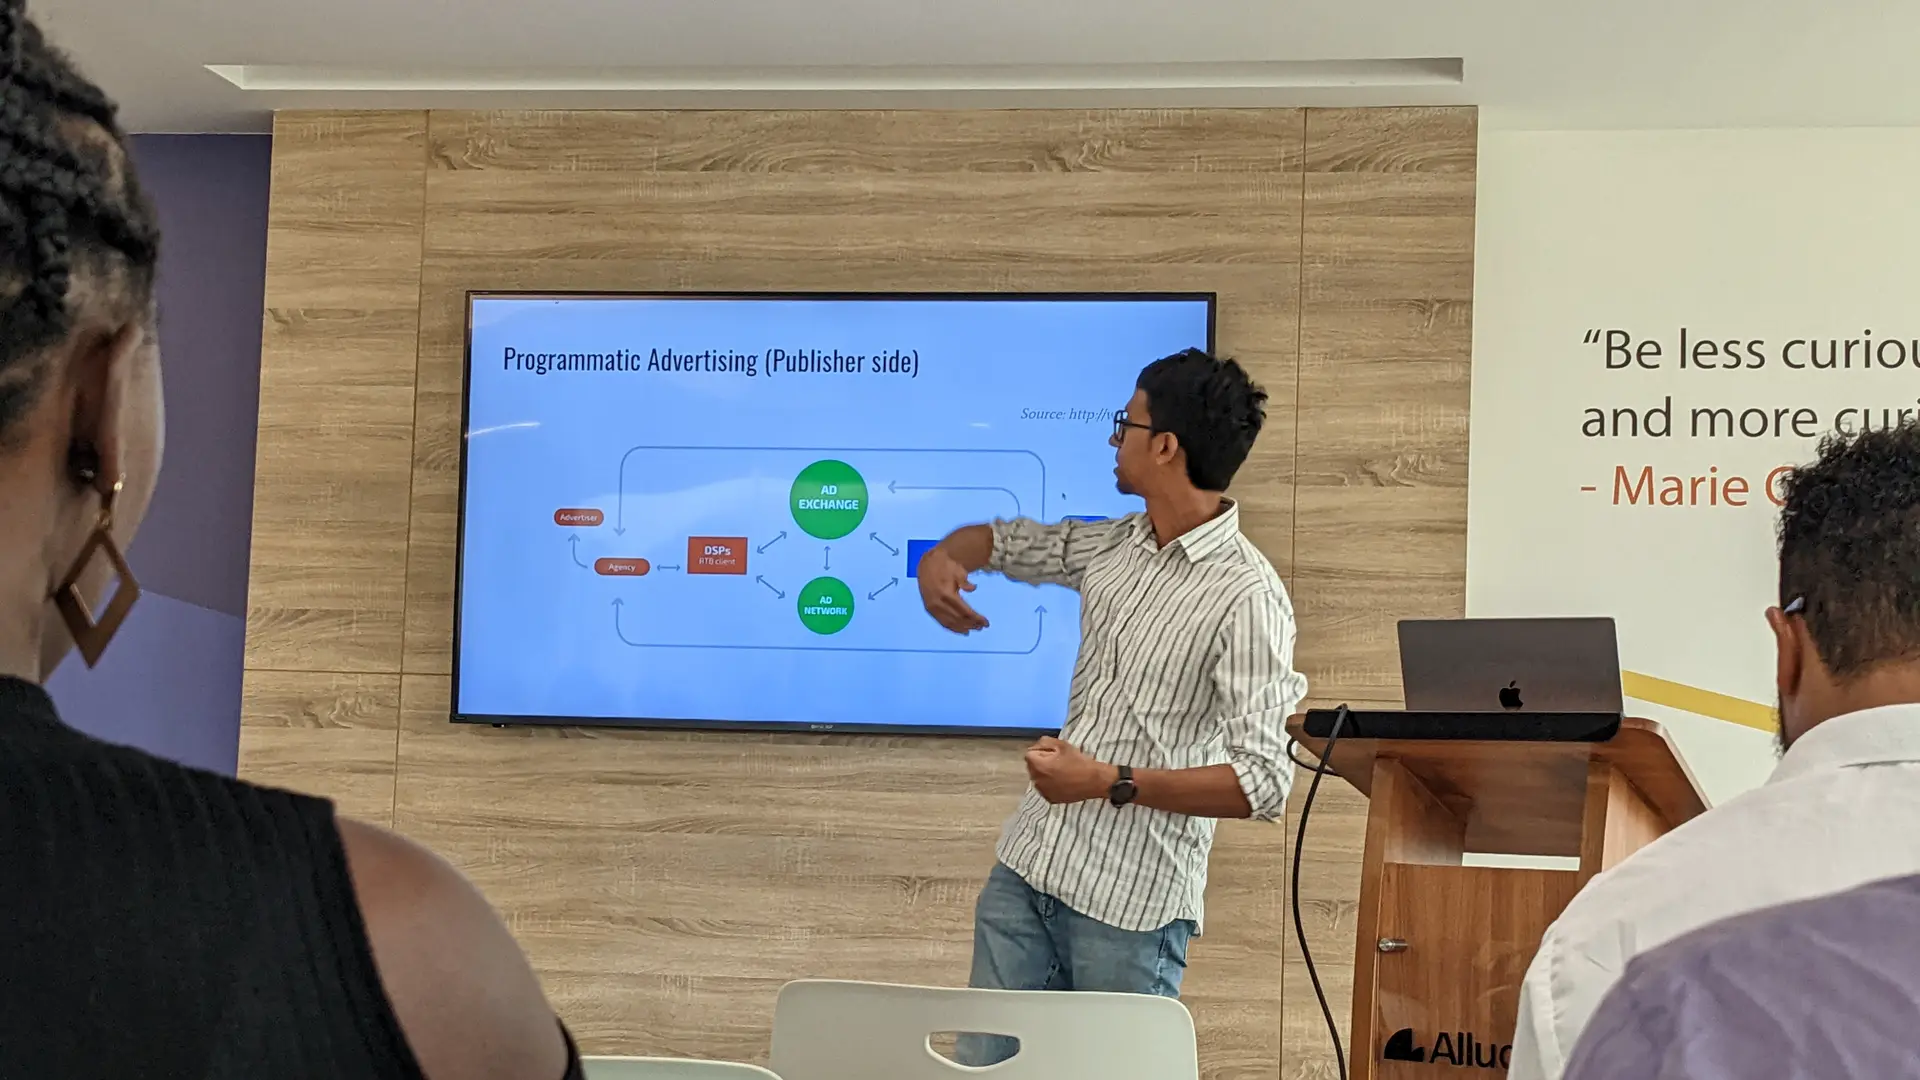 Programmatic Advertising (Publisher side)
Source: http://w
AD
EXCHANGE
Advertiser
DSPs
RTB client
Agency
AD
NETWORK
“Be less curiou
and more curi
- Marie C
Alluc